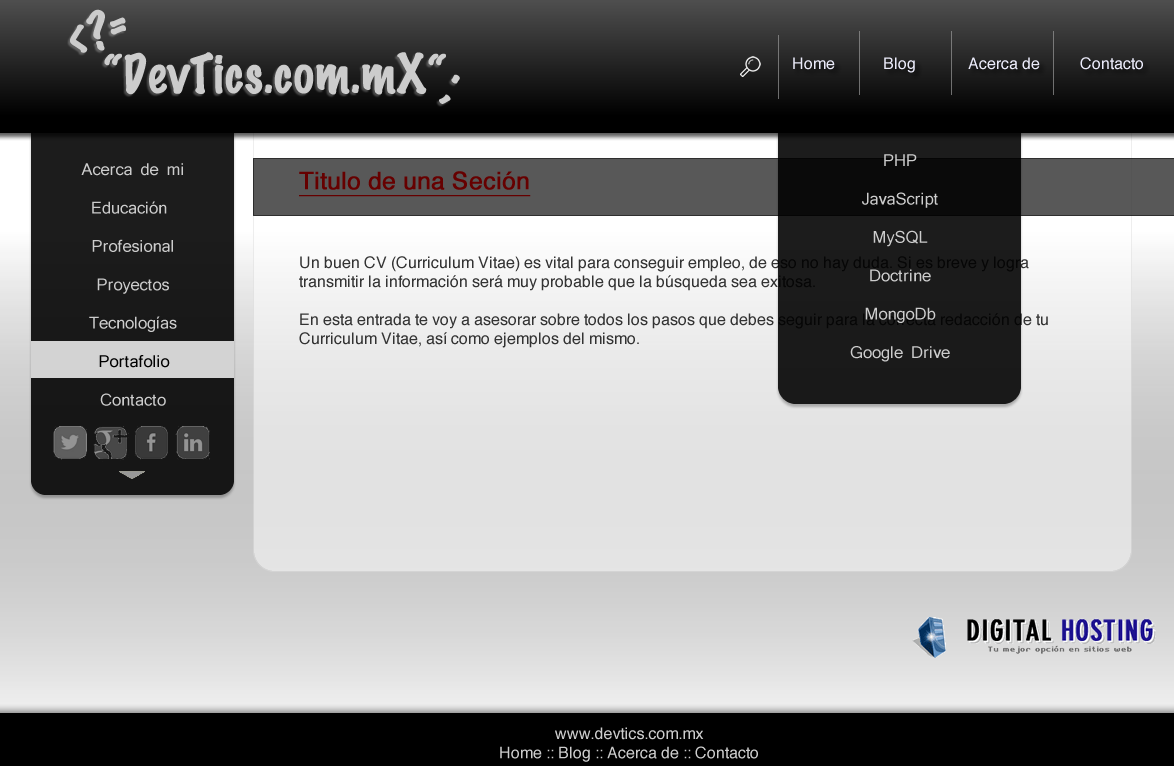 <?=
“DevTics.com.mX“;
Home
Blog
Acerca de
Contacto
Acerca de mi
Educación
Profesional
Proyectos
Tecnologías
Portafolio
Contacto
PHP
JavaScript
MySQL
Doctrine
MongoDb
Google Drive
Titulo de una Seción
Un buen CV (Curriculum Vitae) es vital para conseguir empleo, de eso no hay duda. Si es breve y logra
transmitir la información será muy probable que la búsqueda sea exitosa.
En esta entrada te voy a asesorar sobre todos los pasos que debes seguir para la correcta redacción de tu
Curriculum Vitae, así como ejemplos del mismo.
DIGITAL HOSTING
Tu mejor opción en sitios web
www.devtics.com.mx
Home :: Blog :: Acerca de :: Contacto